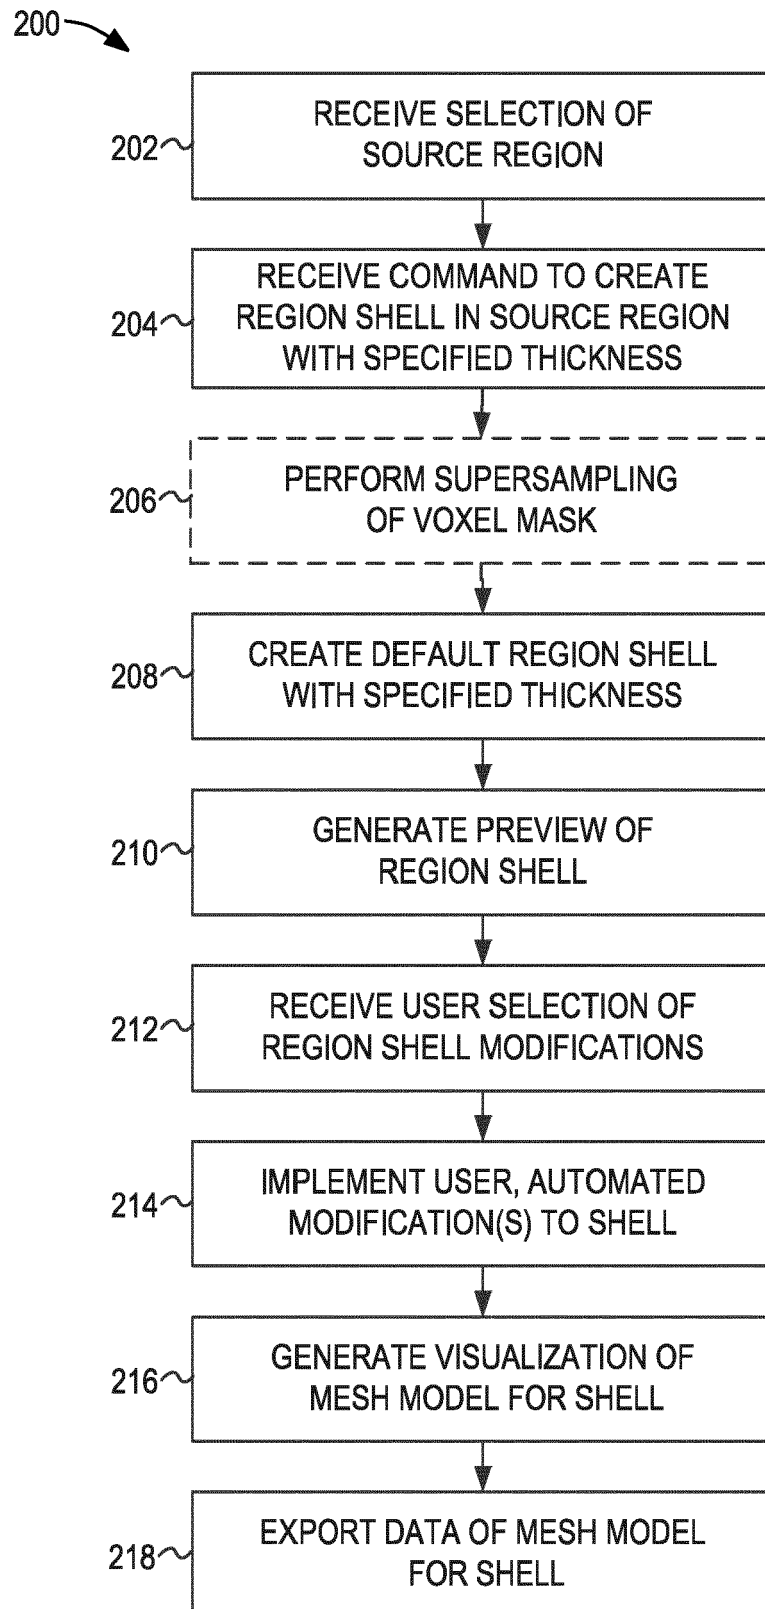 200
RECEIVE SELECTION OF
SOURCE REGION
202
RECEIVE COMMAND TO CREATE
REGION SHELL IN SOURCE REGION
WITH SPECIFIED THICKNESS
204
PERFORM SUPERSAMPLING
OF VOXEL MASK
206
CREATE DEFAULT REGION SHELL
WITH SPECIFIED THICKNESS
208
GENERATE PREVIEW OF
REGION SHELL
210
RECEIVE USER SELECTION OF
REGION SHELL MODIFICATIONS
212
IMPLEMENT USER, AUTOMATED
MODIFICATION(S) TO SHELL
214
GENERATE VISUALIZATION OF
MESH MODEL FOR SHELL
216
EXPORT DATA OF MESH MODEL
FOR SHELL
218